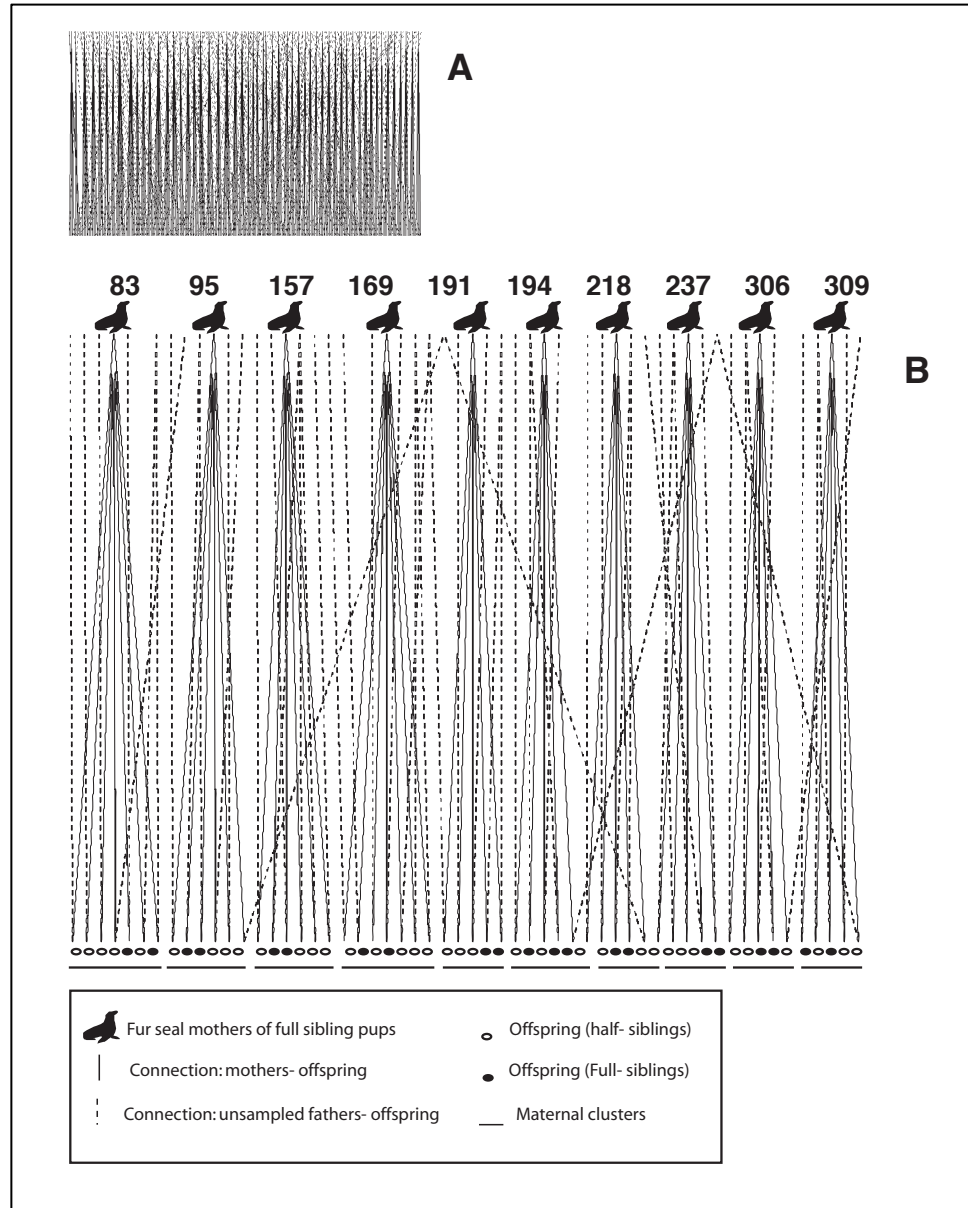 A
83 95 157 169 191 194 218 237 306 309
B
Fur seal mothers of full sibling pups
Offspring (half- siblings)
Connection: mothers- offspring
Offspring (Full- siblings)
Connection: unsampled fathers- offspring
Maternal clusters